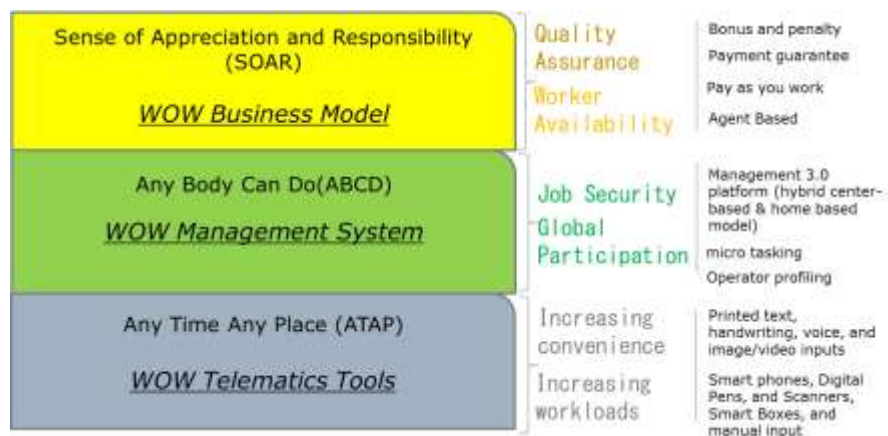 Sense of Appreciation and Responsibility
(SOAR)
WOW Business Model
Quality
Assurance
Worker
Availability
Bonus and penalty
Payment guarantee
Pay as you work
Agent Based
Any Body Can Do(ABCD)
WOW Management System
Job Security
Global
Participation
Management 3.0
platform (hybrid center-
based & home based
model)
micro tasking
Operator profiling
Any Time Any Place (ATAP)
WOW Telematics Tools
Increasing
convenience
Increasing
workloads
Printed text,
handwriting, voice, and
image/video inputs
Smart phones, Digital
Pens, and Scanners,
Smart Boxes, and
manual input